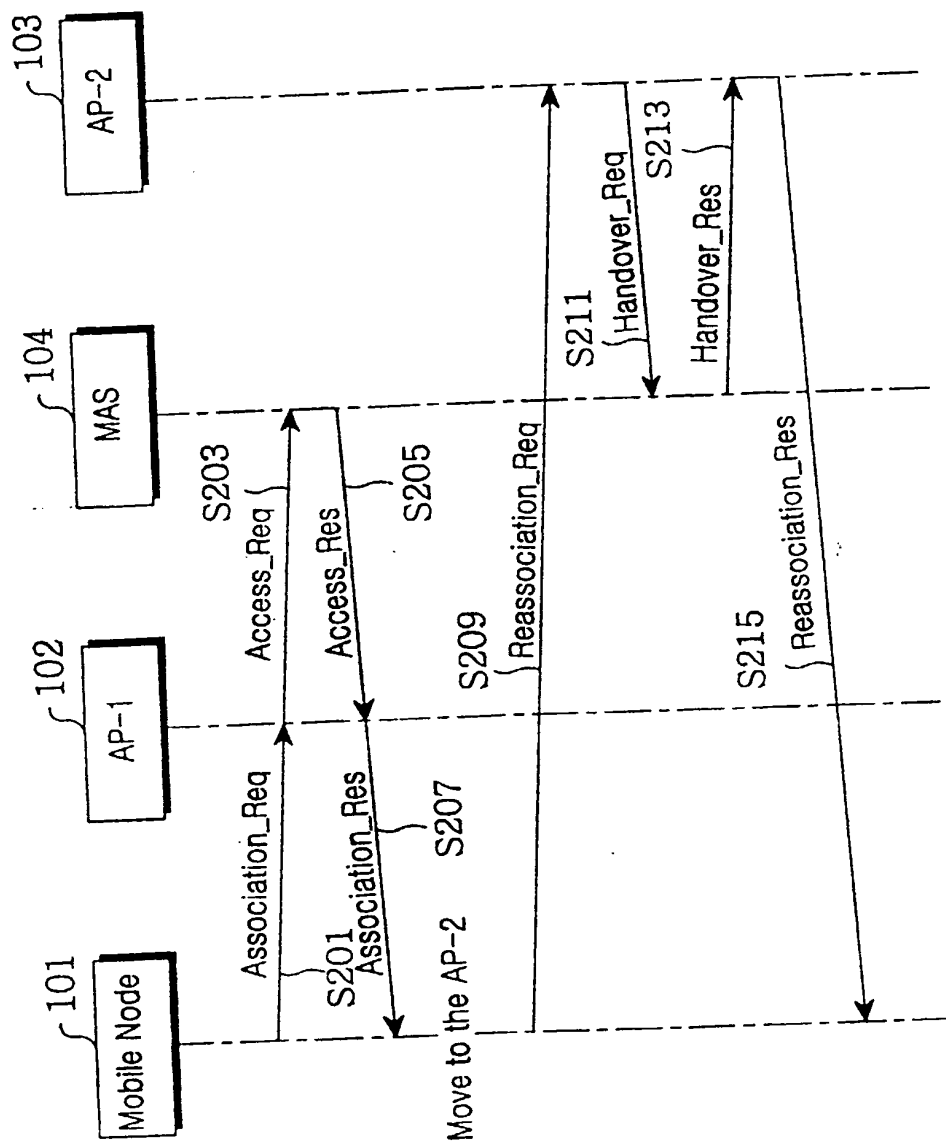 101
Mobile Node
102
AP-1
104
MAS
103
AP-2
Association_Req
S201
Access_Req
S203
Access_Res
S205
Association_Res
S207
Move to the AP-2
S209
Reassociation_Req
S211
Handover_Req
Handover_Res
S213
S215
Reassociation_Res